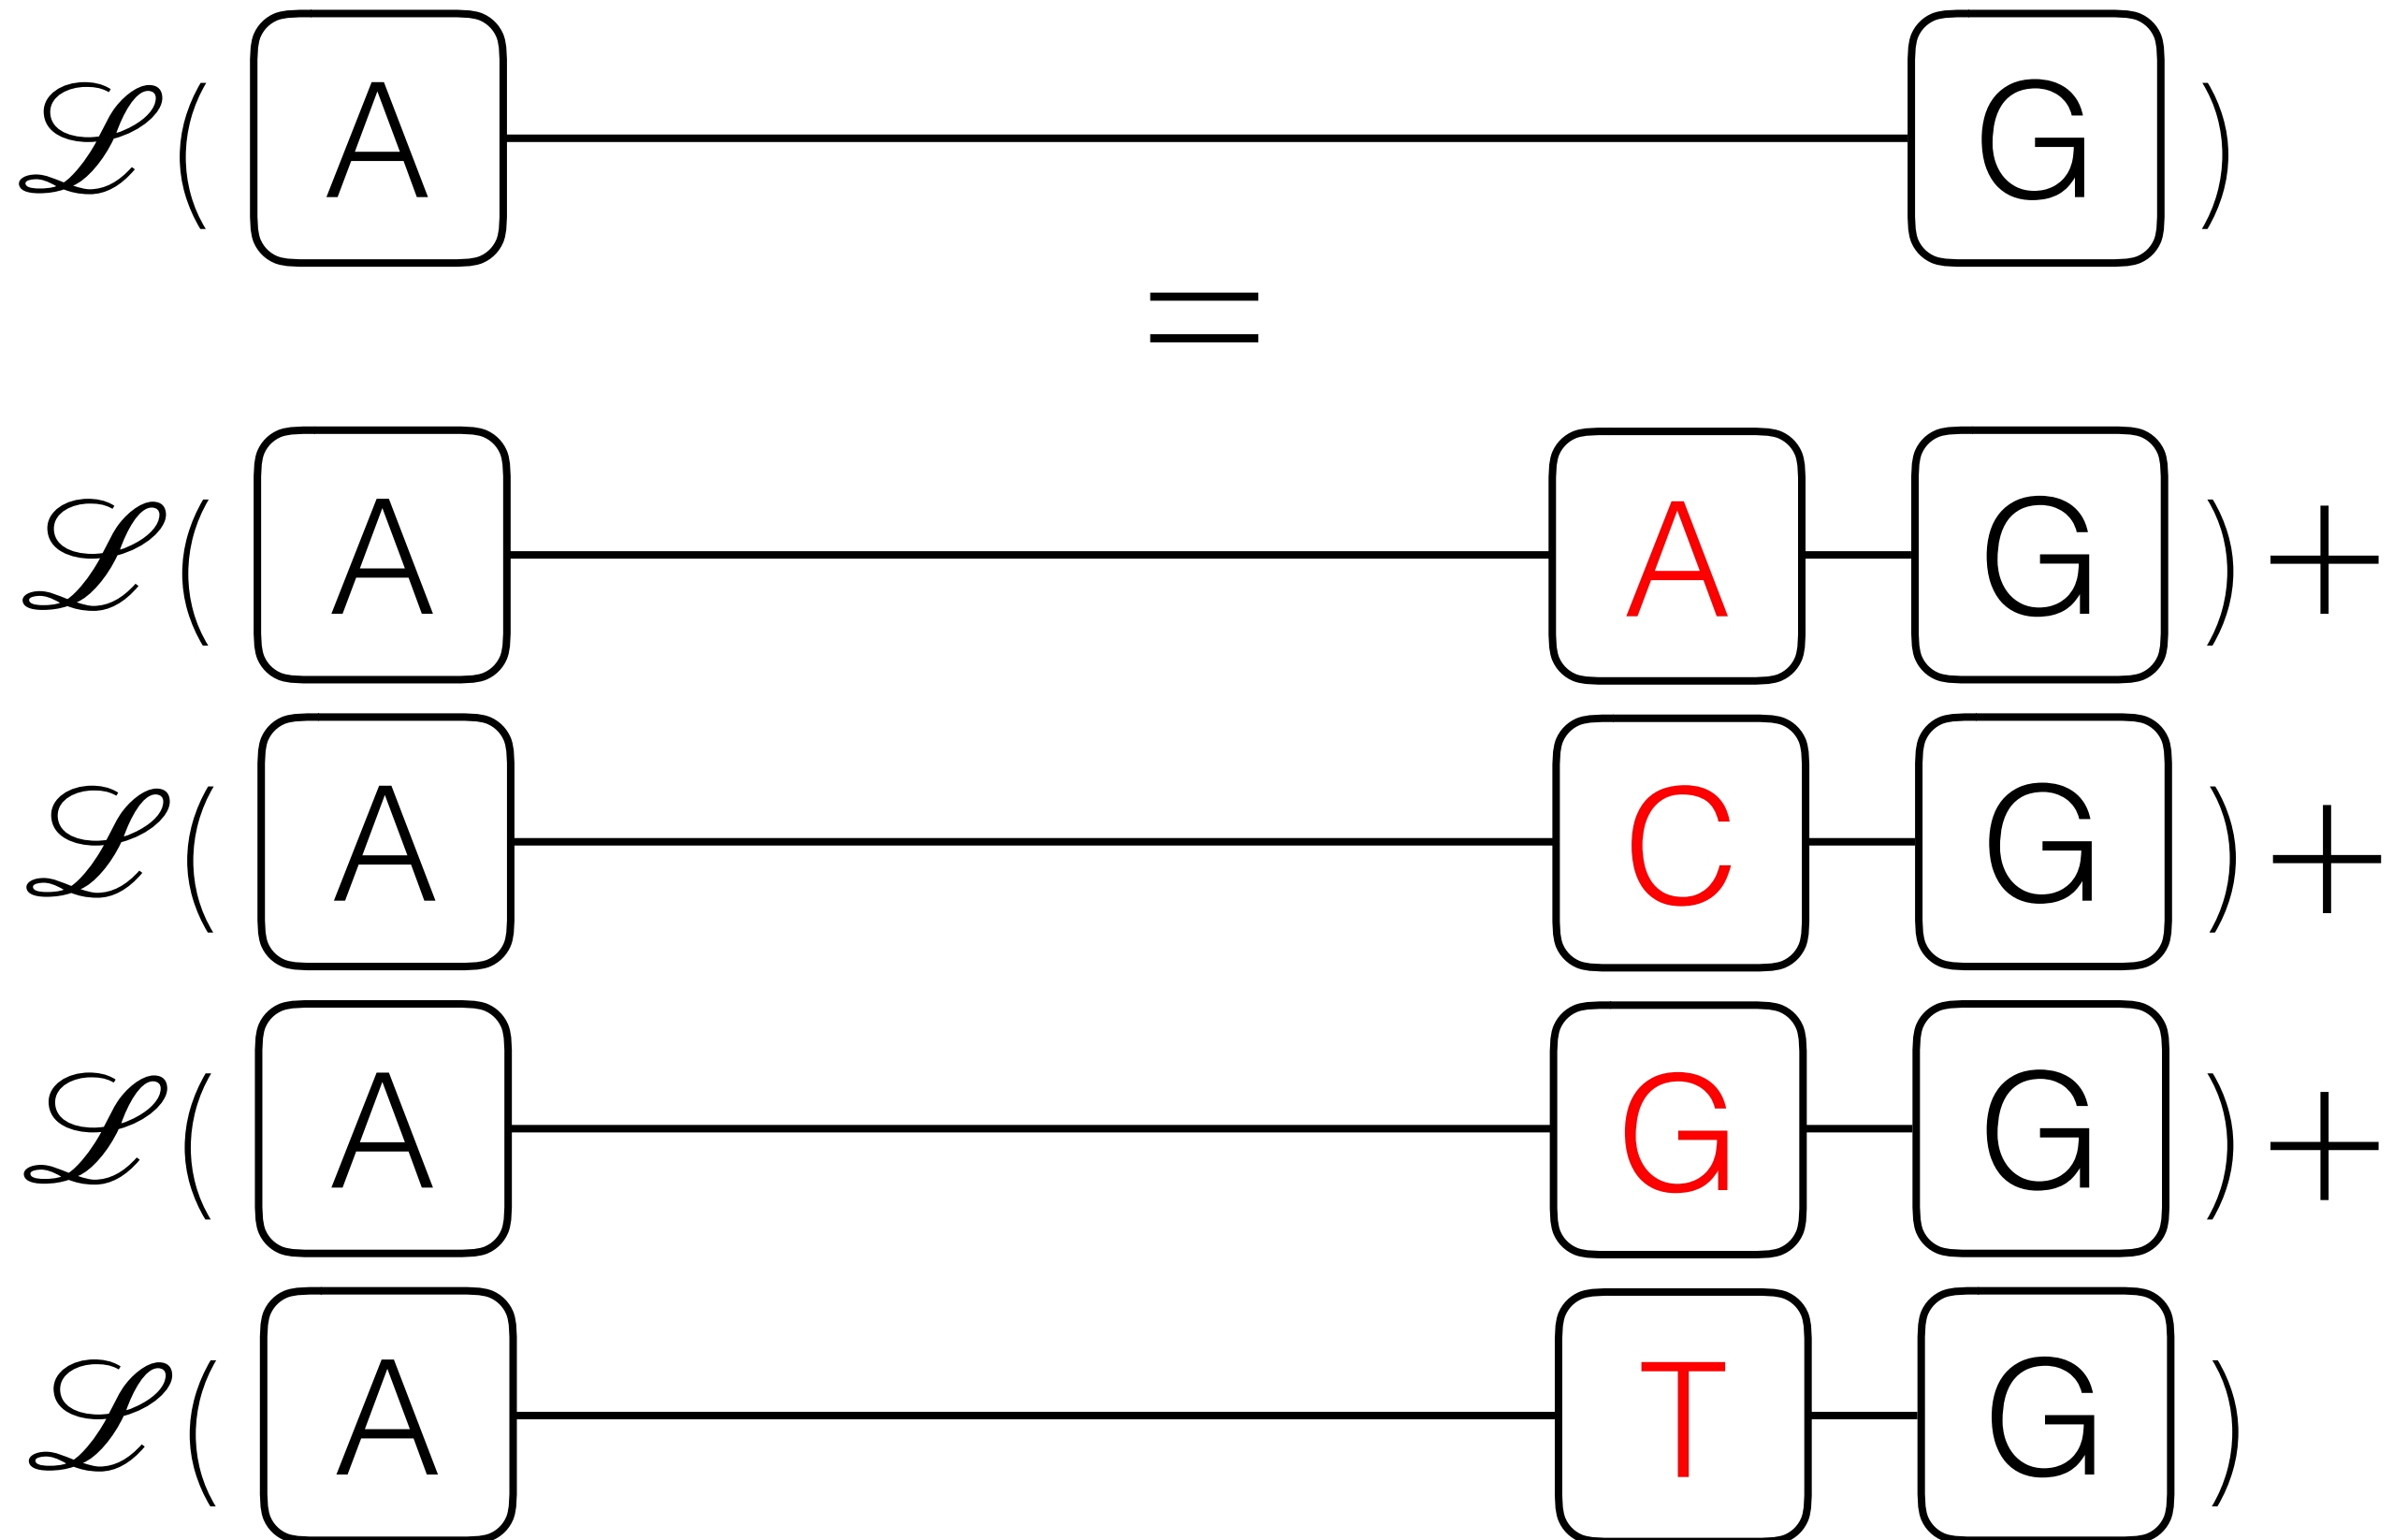 ℒ( A G )
=
ℒ( A A G ) +
ℒ( A C G ) +
ℒ( A G G ) +
ℒ( A T G )